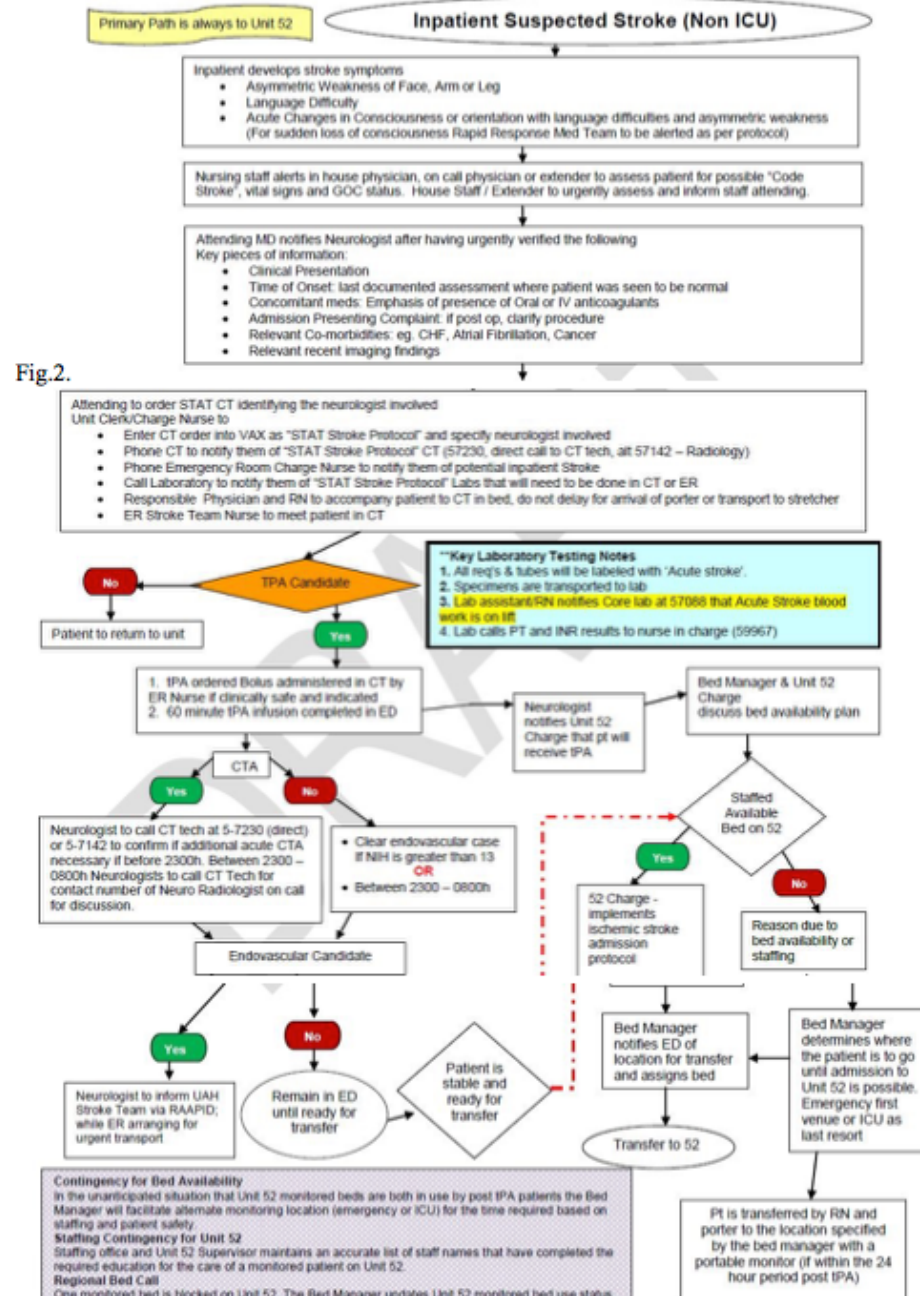 Primary Path is always to Unit 52
Inpatient Suspected Stroke (Non ICU)
Inpatient develops stroke symptoms
• Asymmetric Weakness of Face, Arm or Leg
• Language Difficulty
• Acute Changes in Consciousness or orientation with language difficulties and asymmetric weakness
(For sudden loss of consciousness Rapid Response Med Team to be alerted as per protocol)
Nursing staff alerts in house physician, on call physician or extender to assess patient for possible "Code
Stroke", vital signs and GOC status. House Staff / Extender to urgently assess and inform staff attending.
Attending MD notifies Neurologist after having urgently verified the following
Key pieces of information:
• Clinical Presentation
• Time of Onset: last documented assessment where patient was seen to be normal
• Concomitant meds: Emphasis of presence of Oral or IV anticoagulants
• Admission Presenting Complaint: if post op, clarify procedure
• Relevant Co-morbidities: eg. CHF, Atrial Fibrillation, Cancer
• Relevant recent imaging findings
Fig.2.
Attending to order STAT CT identifying the neurologist involved
Unit Clerk/Charge Nurse to
• Enter CT order into VAX as "STAT Stroke Protocol" and specify neurologist involved
• Phone CT to notify them of "STAT Stroke Protocol" CT (57230, direct call to CT tech, alt 57142 – Radiology)
• Phone Emergency Room Charge Nurse to notify them of potential inpatient Stroke
• Call Laboratory to notify them of "STAT Stroke Protocol" Labs that will need to be done in CT or ER
• Responsible Physician and RN to accompany patient to CT in bed, do not delay for arrival of porter or transport to stretcher
• ER Stroke Team Nurse to meet patient in CT
No
TPA Candidate
**Key Laboratory Testing Notes
1. All req's & tubes will be labeled with 'Acute stroke'.
2. Specimens are transported to lab
3. Lab assistant/RN notifies Core lab at 57088 that Acute Stroke blood
work is on lift
4. Lab calls PT and INR results to nurse in charge (59967)
Patient to return to unit
Yes
1. tPA ordered Bolus administered in CT by
ER Nurse if clinically safe and indicated
2. 60 minute tPA infusion completed in ED
Neurologist
notifies Unit 52
Charge that pt will
receive tPA
Bed Manager & Unit 52
Charge
discuss bed availability plan
CTA
Yes
No
Neurologist to call CT tech at 5-7230 (direct)
or 5-7142 to confirm if additional acute CTA
necessary if before 2300h. Between 2300 –
0800h Neurologists to call CT Tech for
contact number of Neuro Radiologist on call
for discussion.
• Clear endovascular case
If NIH is greater than 13
OR
• Between 2300 – 0800h
Staffed
Available
Bed on 52
Yes
No
52 Charge -
implements
ischemic stroke
admission
protocol
Reason due to
bed availability or
staffing
Endovascular Candidate
Yes
No
Neurologist to inform UAH
Stroke Team via RAAPID;
while ER arranging for
urgent transport
Remain in ED
until ready for
transfer
Patient is
stable and
ready for
transfer
Bed Manager
notifies ED of
location for transfer
and assigns bed
Bed Manager
determines where
the patient is to go
until admission to
Unit 52 is possible.
Emergency first
venue or ICU as
last resort
Transfer to 52
Pt is transferred by RN and
porter to the location specified
by the bed manager with a
portable monitor (if within the 24
hour period post tPA)
Contingency for Bed Availability
In the unanticipated situation that Unit 52 monitored beds are both in use by post tPA patients the Bed
Manager will facilitate alternate monitoring location (emergency or ICU) for the time required based on
staffing and patient safety.
Staffing Contingency for Unit 52
Staffing office and Unit 52 Supervisor maintains an accurate list of staff names that have completed the
required education for the care of a monitored patient on Unit 52.
Regional Bed Call
One monitored bed is blocked on Unit 52. The Bed Manager updates Unit 52 monitored bed use status
DRAFT